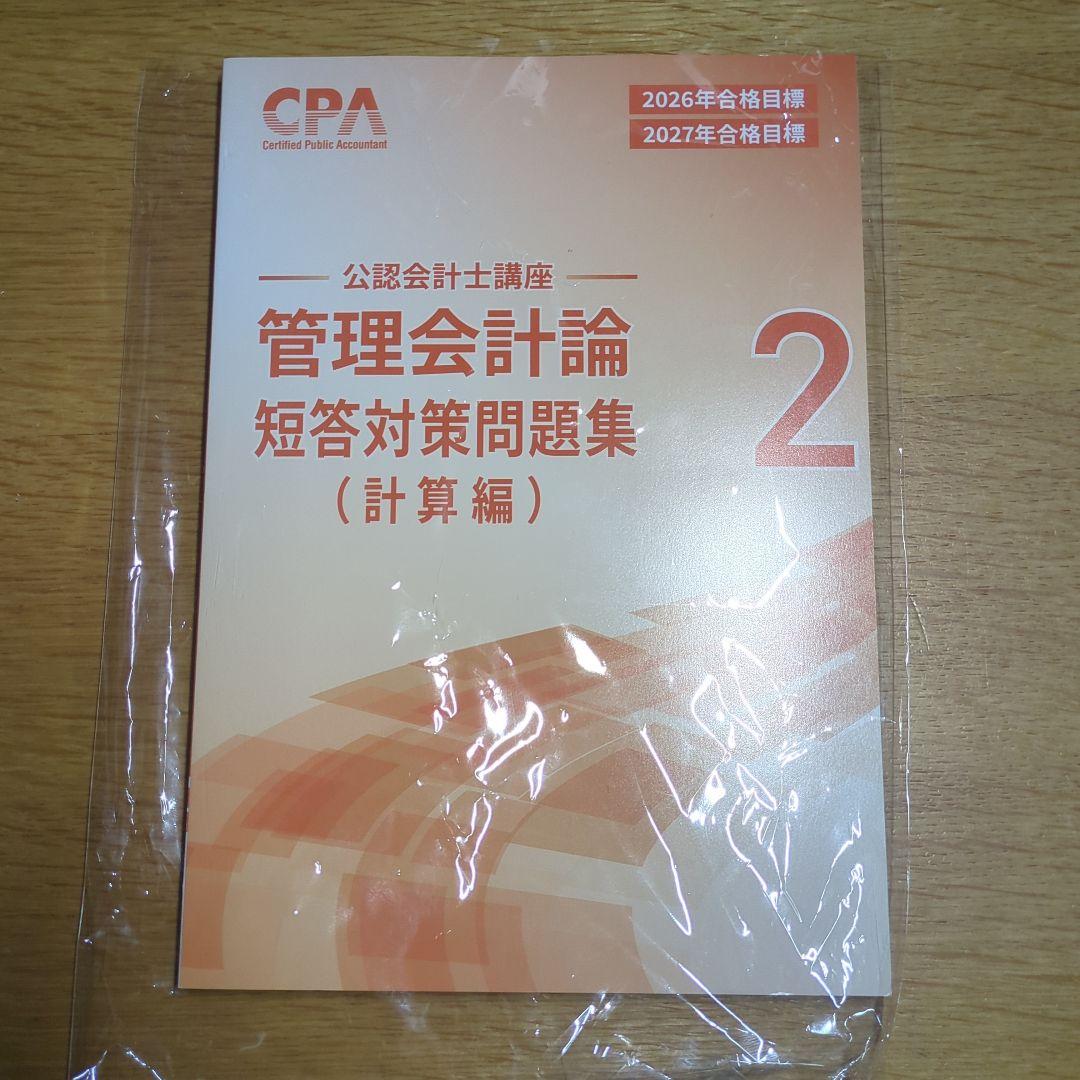 CPA
Certified Public Accountant
2026年合格目標
2027年合格目標
公認会計士講座
管理会計論
短答対策問題集
(計算編)
2